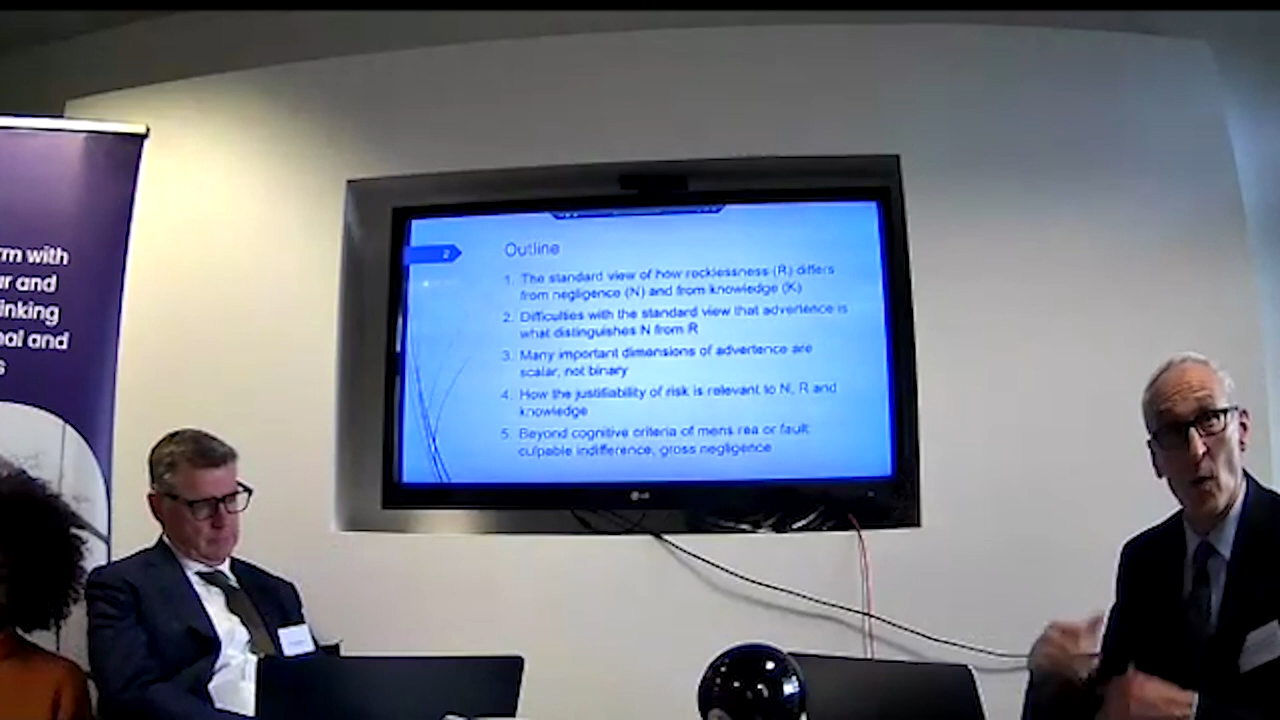 rm with
ur and
inking
nal and
s
2
Outline
1. The standard view of how recklessness (R) differs
from negligence (N) and from knowledge (K)
2. Difficulties with the standard view that advertence is
what distinguishes N from R
3. Many important dimensions of advertence are
scalar, not binary
4. How the justifiability of risk is relevant to N, R and
knowledge
5. Beyond cognitive criteria of mens rea or fault:
culpable indifference, gross negligence
LG